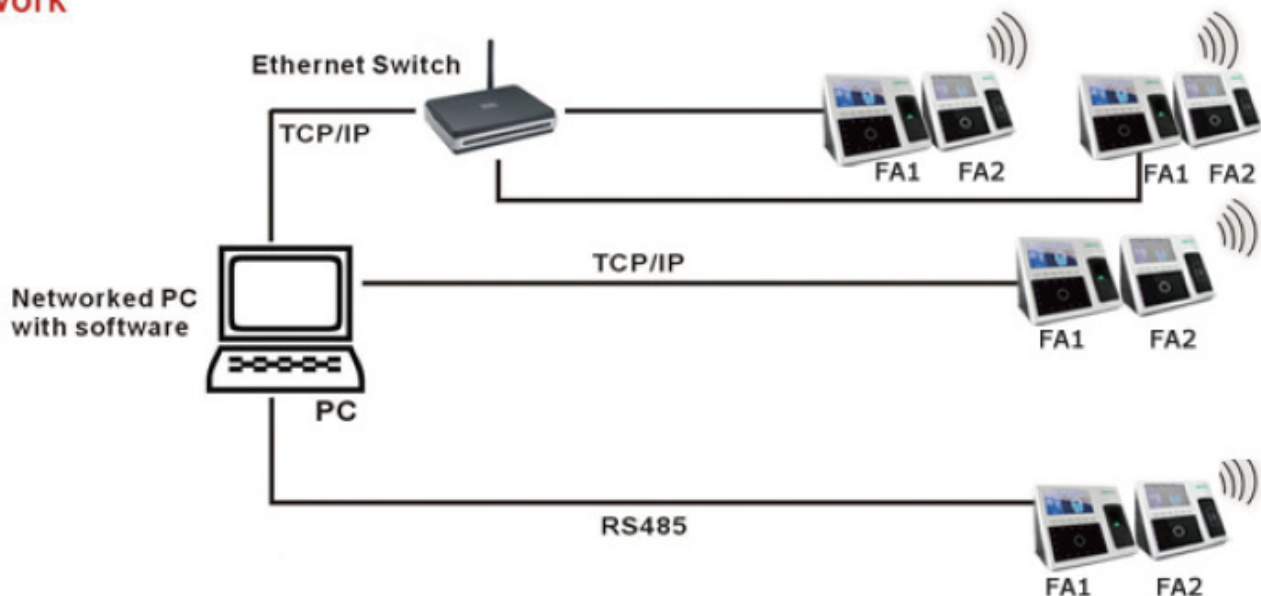 Ethernet Switch
TCP/IP
FA1 FA2
FA1 FA2
TCP/IP
Networked PC
with software
FA1 FA2
PC
RS485
FA1 FA2